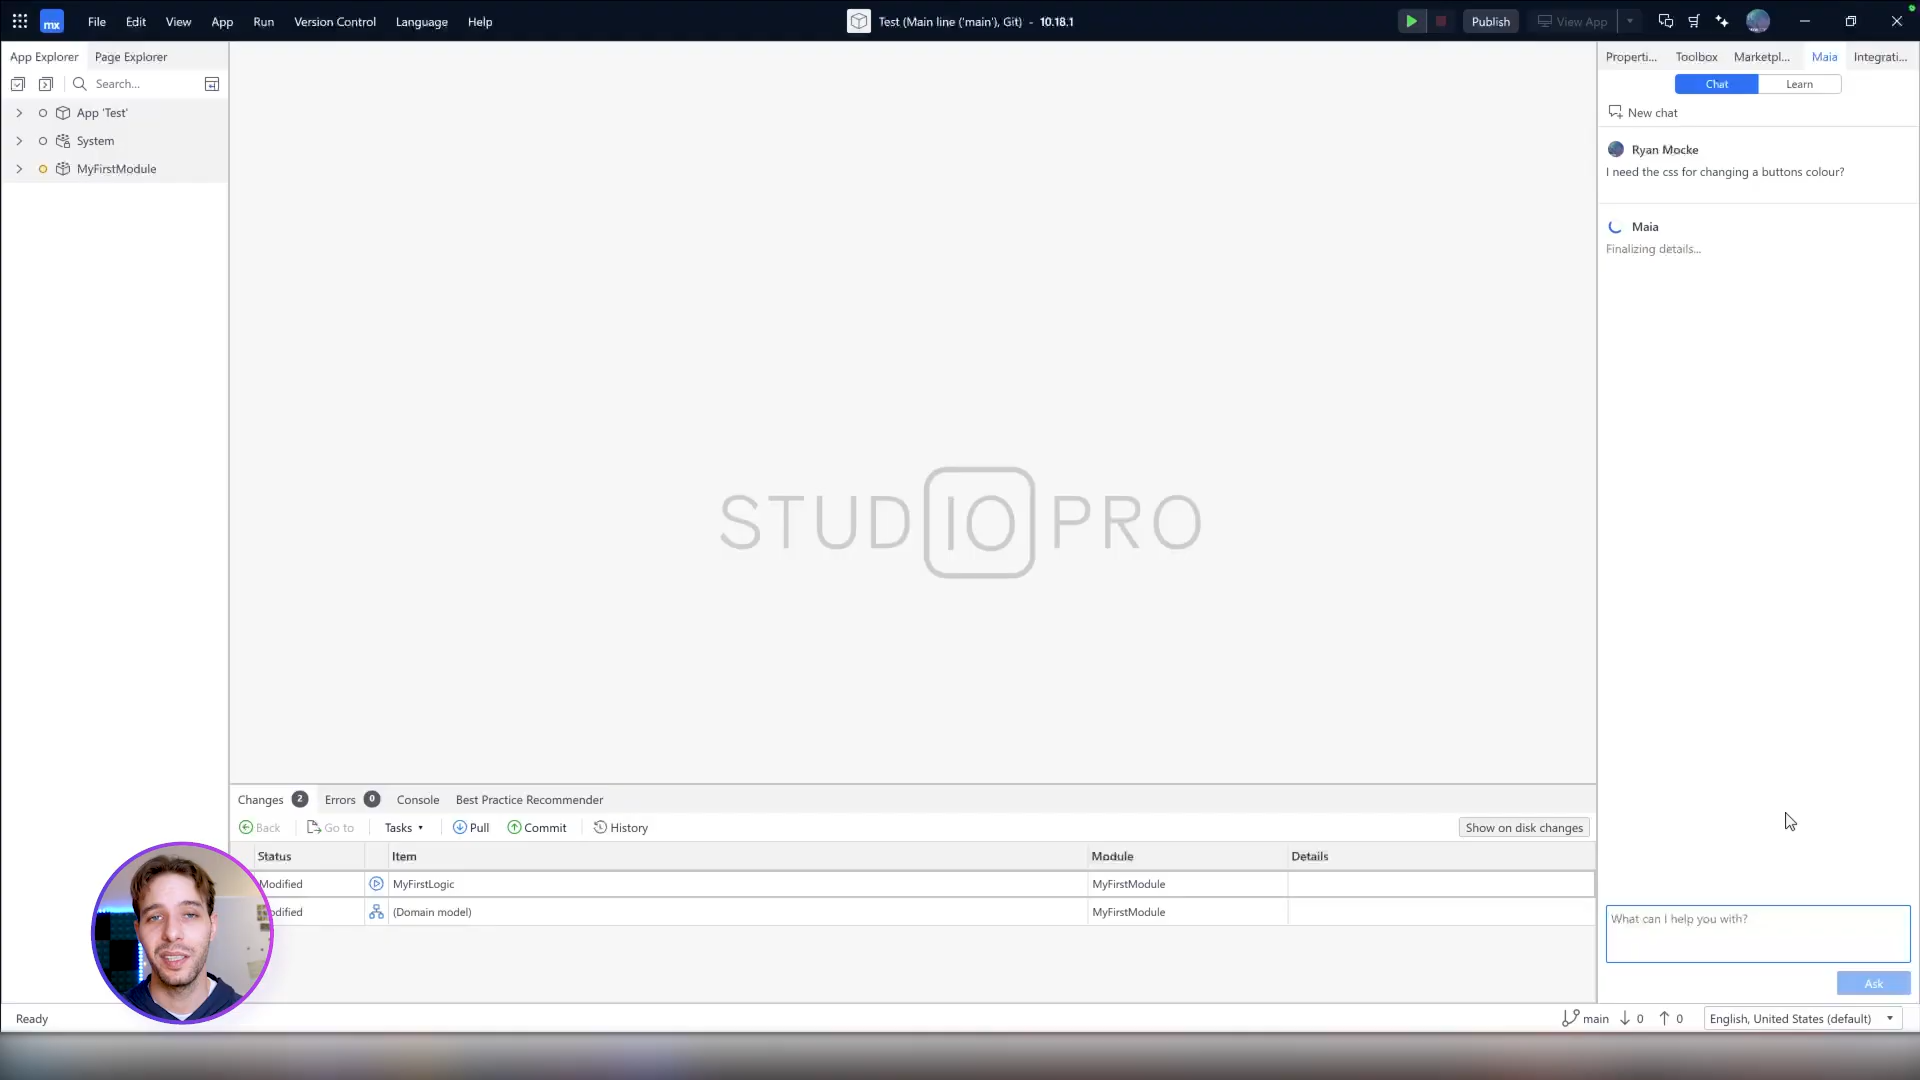 mx
File Edit View App Run Version Control Language Help
Test (Main line ('main'), Git) - 10.18.1
Publish
View App
App Explorer Page Explorer
Search...
App 'Test'
System
MyFirstModule
STUDIO PRO
Properti... Toolbox Marketpl... Maia Integrati...
Chat Learn
New chat
Ryan Mocke
I need the css for changing a buttons colour?
Maia
Finalizing details...
What can I help you with?
Ask
Changes 2 Errors 0 Console Best Practice Recommender
Back Go to Tasks Pull Commit History Show on disk changes
Status Item Module Details
Modified MyFirstLogic MyFirstModule
odified (Domain model) MyFirstModule
Ready
main 0 0 English, United States (default)